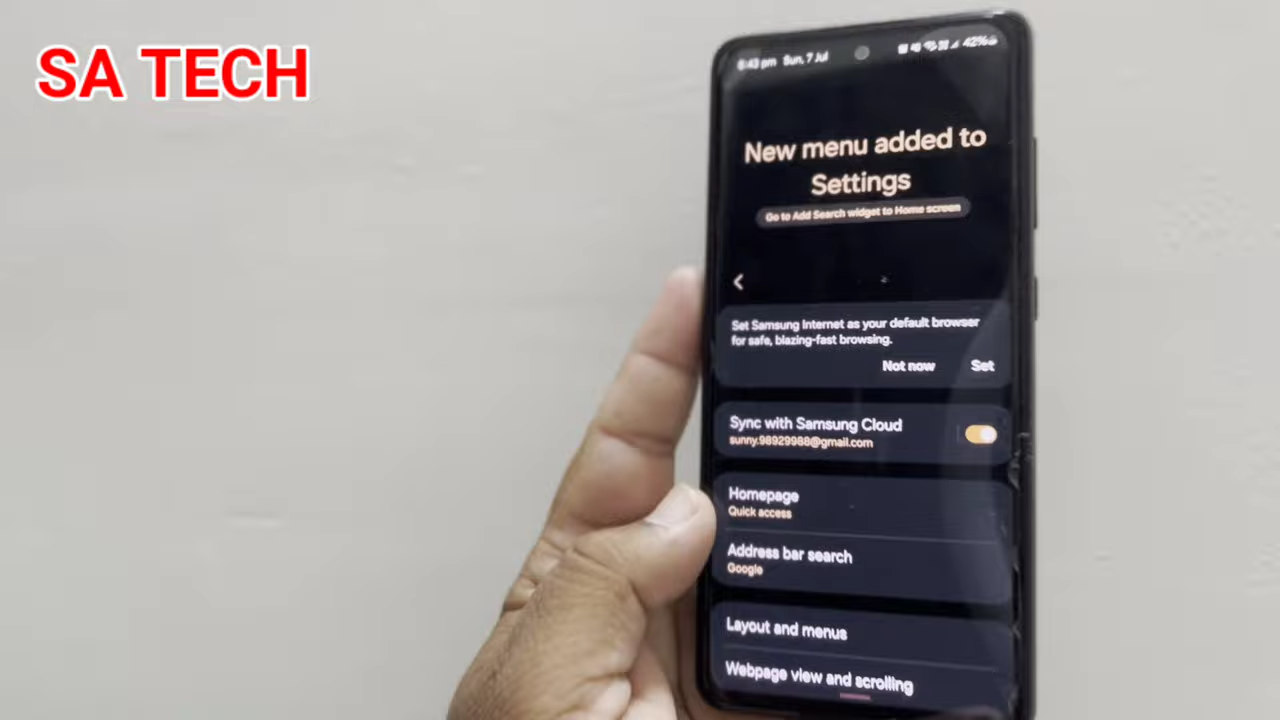 SA TECH
6:43 pm Sun, 7 Jul
42%
New menu added to
Settings
Go to Add Search widget to Home screen
Set Samsung Internet as your default browser
for safe, blazing-fast browsing.
Not now Set
Sync with Samsung Cloud
sunny.98929988@gmail.com
Homepage
Quick access
Address bar search
Google
Layout and menus
Webpage view and scrolling